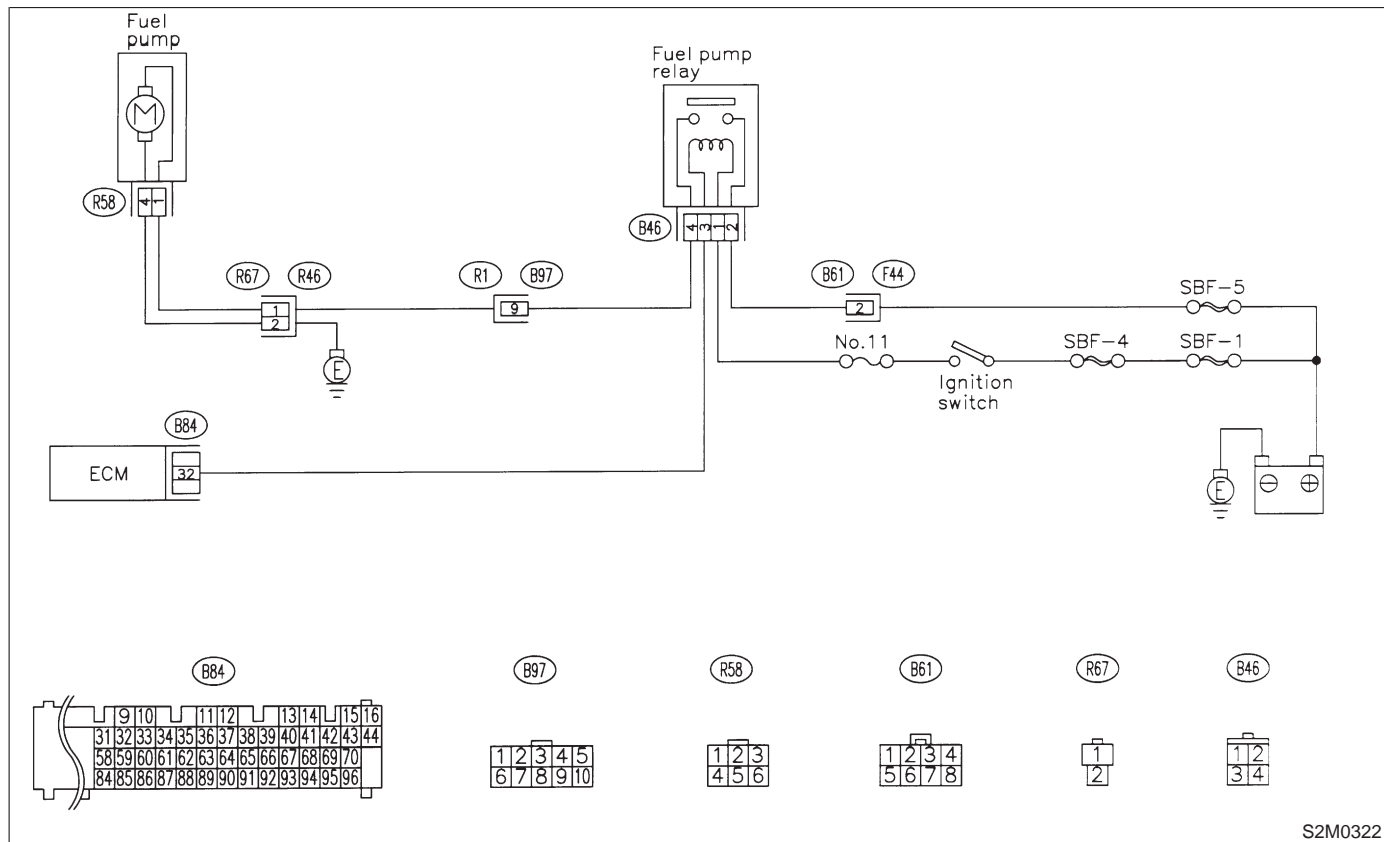 Fuel
pump
M
R58
4 1
Fuel pump
relay
B46
4 3 1 2
R67 R46
1
2
E
R1 B97
9
B61 F44
2
SBF-5
No.11
Ignition
switch
SBF-4
SBF-1
B84
ECM
32
E
⊖ ⊕
B84
9 10 11 12 13 14 15 16
31 32 33 34 35 36 37 38 39 40 41 42 43 44
58 59 60 61 62 63 64 65 66 67 68 69 70
84 85 86 87 88 89 90 91 92 93 94 95 96
B97
1 2 3 4 5
6 7 8 9 10
R58
1 2 3
4 5 6
B61
1 2 3 4
5 6 7 8
R67
1
2
B46
1 2
3 4
S2M0322